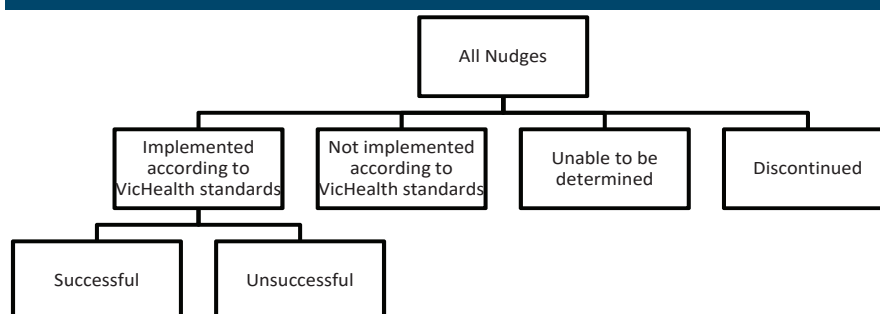 All Nudges
Implemented
according to
VicHealth standards
Not implemented
according to
VicHealth standards
Unable to be
determined
Discontinued
Successful
Unsuccessful